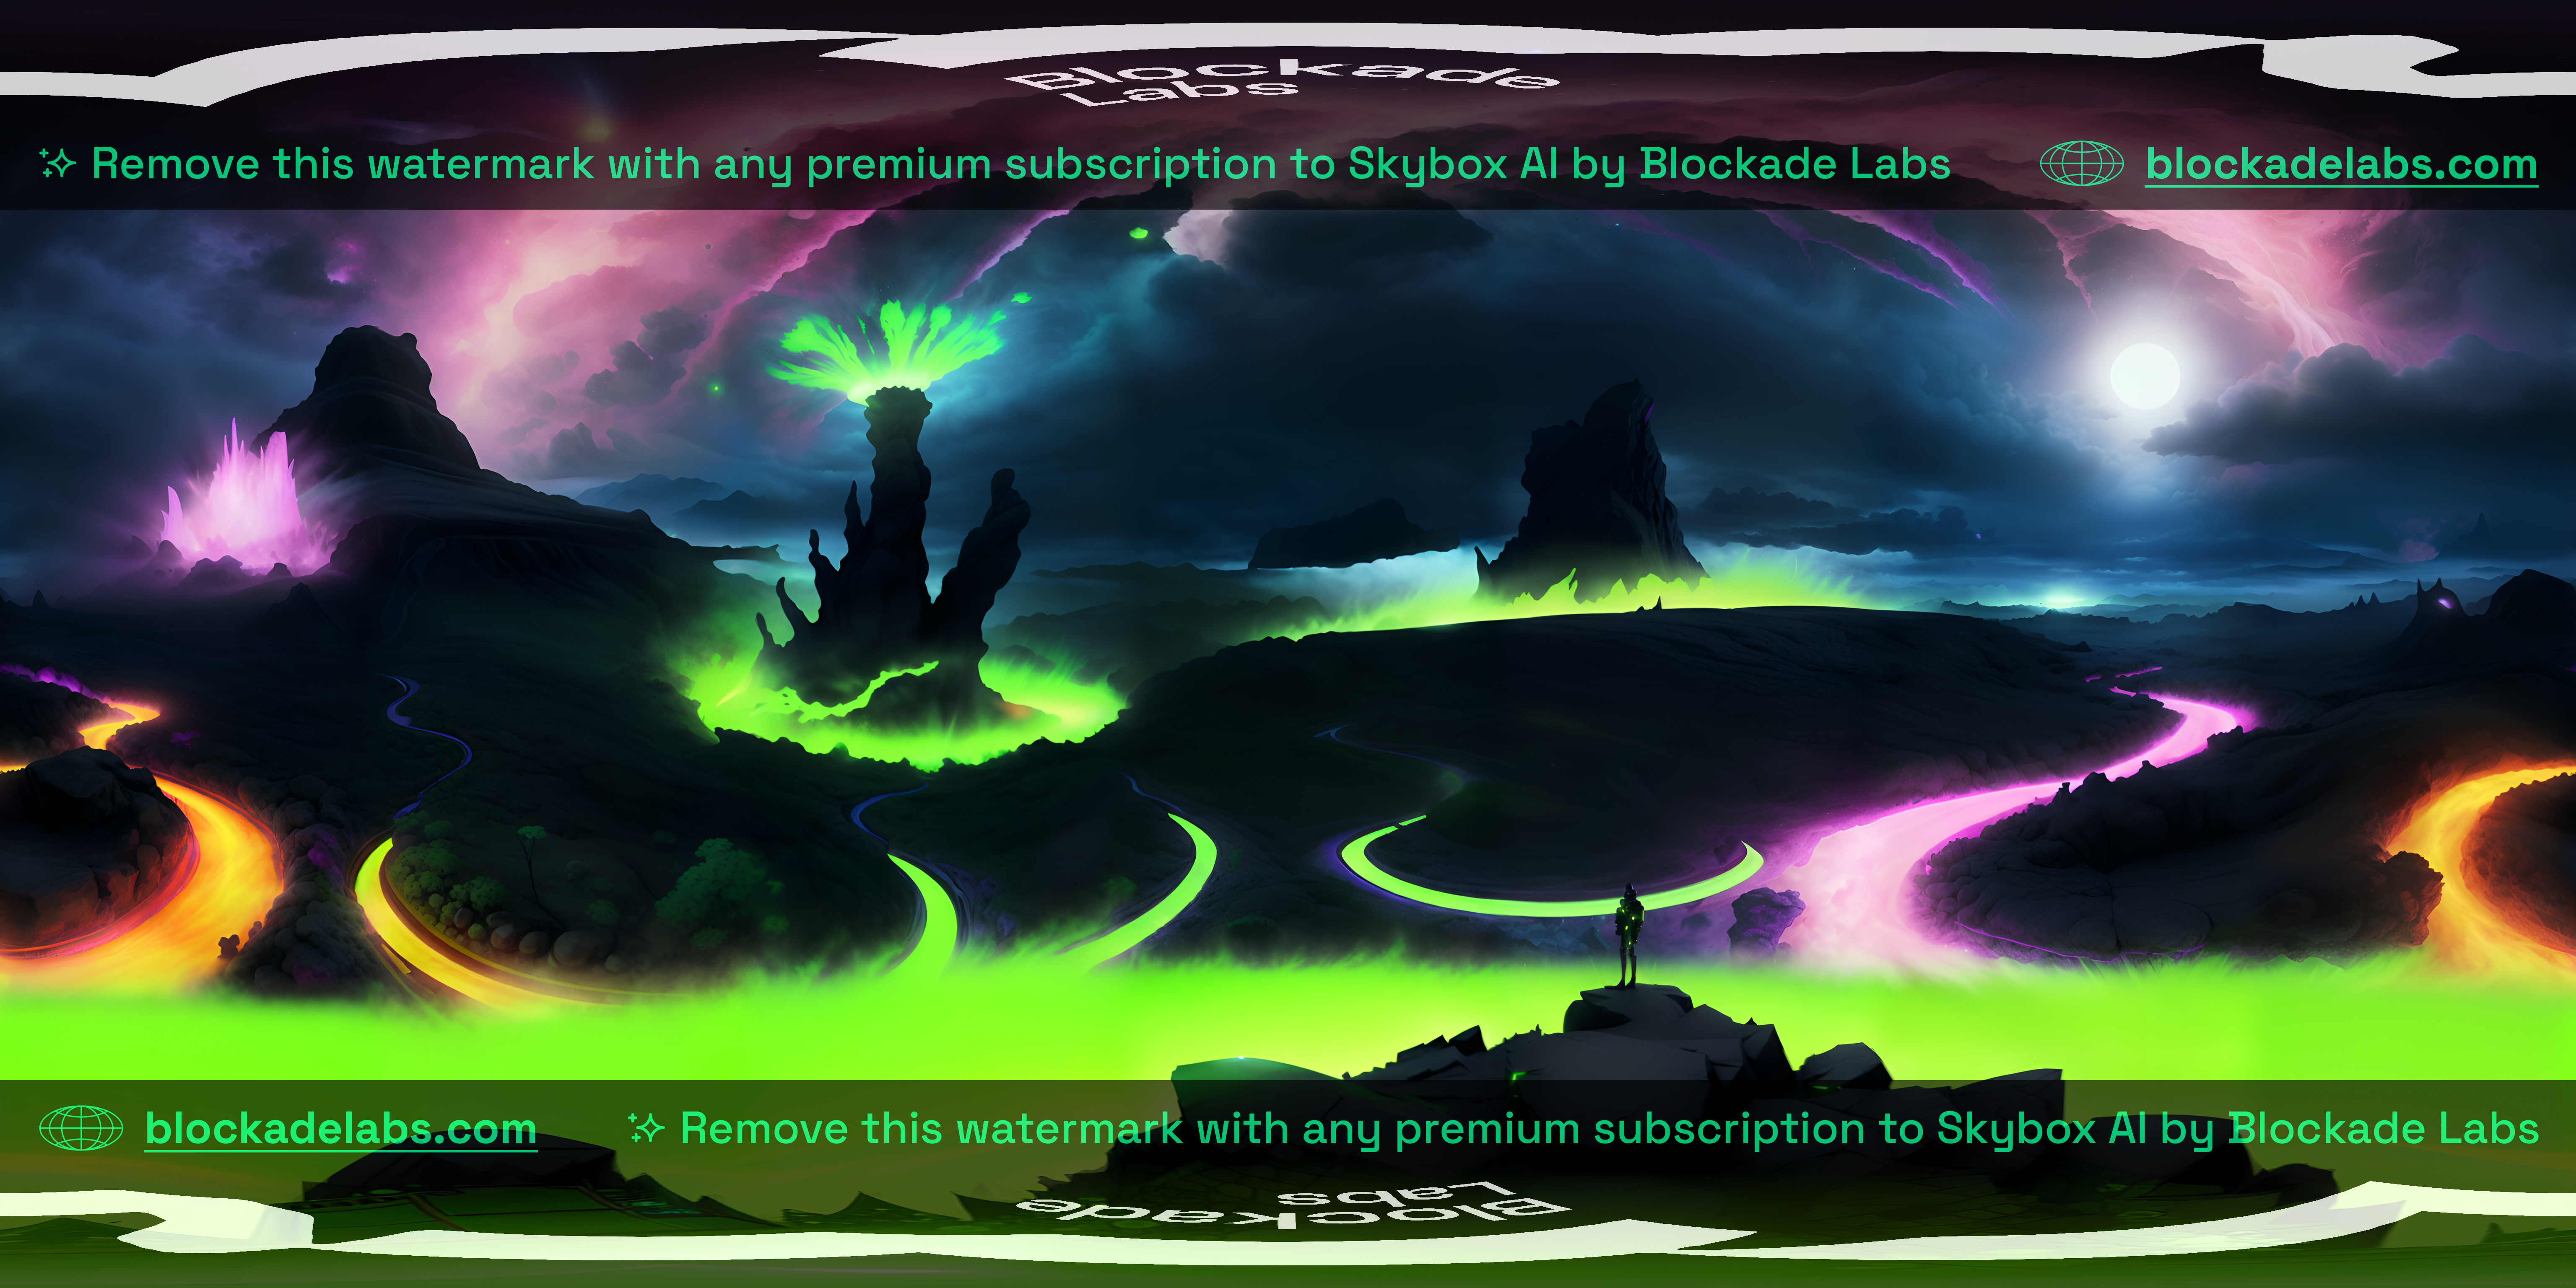 Blockade
Labs
Remove this watermark with any premium subscription to Skybox AI by Blockade Labs
blockadelabs.com
blockadelabs.com
Remove this watermark with any premium subscription to Skybox AI by Blockade Labs
Labs
Blockade